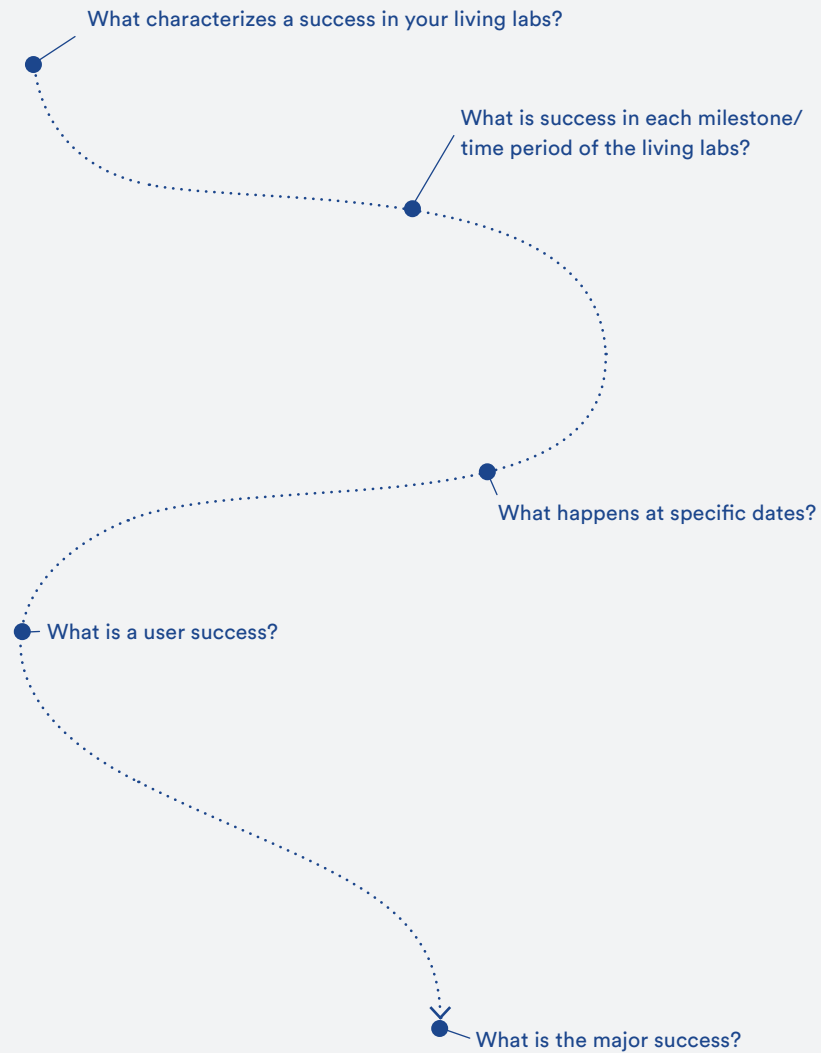 What characterizes a success in your living labs?
What is success in each milestone/
time period of the living labs?
What happens at specific dates?
What is a user success?
What is the major success?